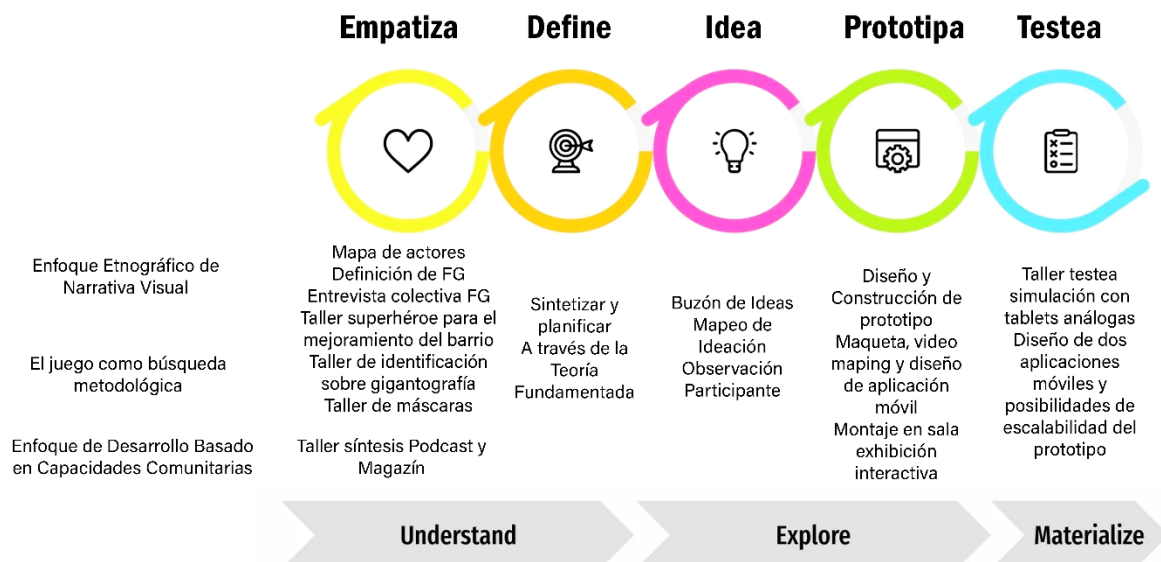 Empatiza
Define
Idea
Prototipa
Testea
Enfoque Etnográfico de
Narrativa Visual
El juego como búsqueda
metodológica
Enfoque de Desarrollo Basado
en Capacidades Comunitarias
Mapa de actores
Definición de FG
Entrevista colectiva FG
Taller superhéroe para el
mejoramiento del barrio
Taller de identificación
sobre gigantografía
Taller de máscaras
Taller síntesis Podcast y
Magazín
Sintetizar y
planificar
A través de la
Teoría
Fundamentada
Buzón de Ideas
Mapeo de
Ideación
Observación
Participante
Diseño y
Construcción de
prototipo
Maqueta, video
maping y diseño
de aplicación
móvil
Montaje en sala
exhibición
interactiva
Taller testea
simulación con
tablets análogas
Diseño de dos
aplicaciones
móviles y
posibilidades de
escalabilidad del
prototipo
Understand
Explore
Materialize